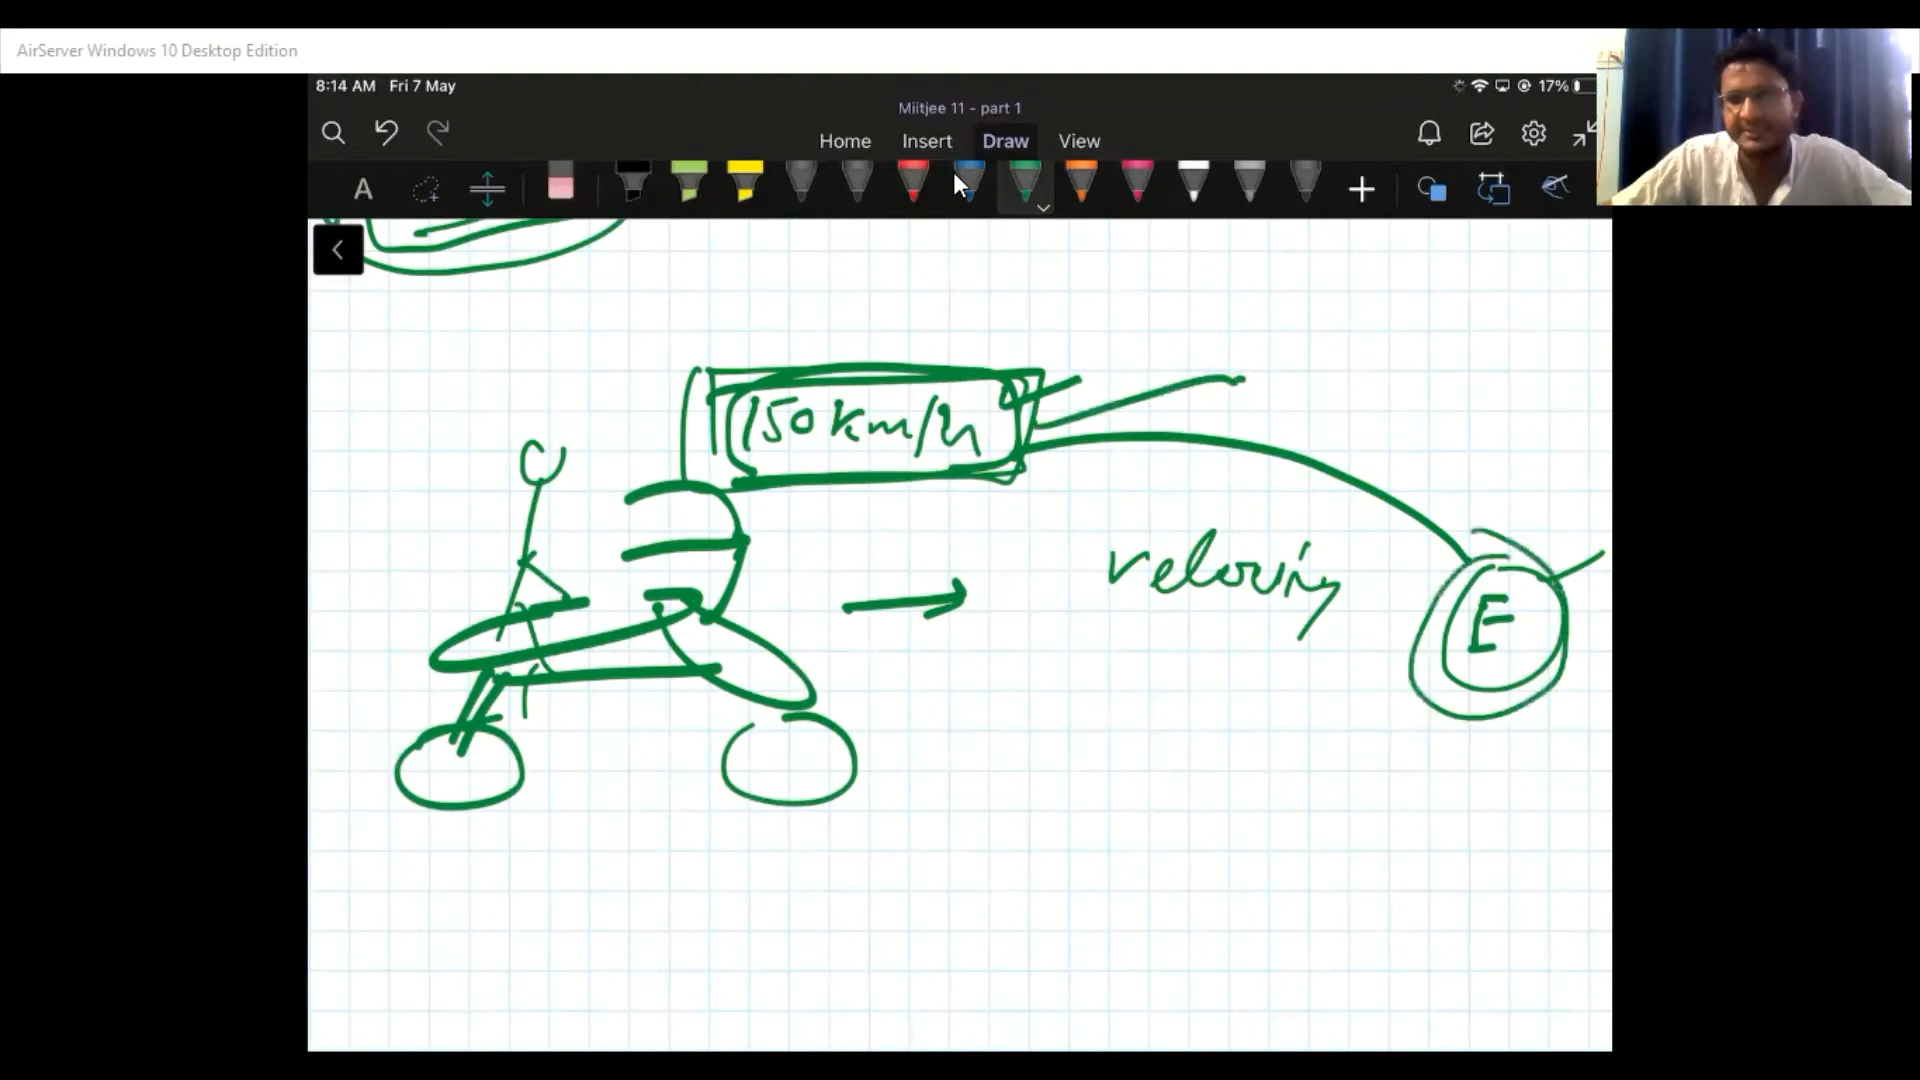 AirServer Windows 10 Desktop Edition
8:14 AM Fri 7 May
17%
Miitjee 11 - part 1
Home Insert Draw View
A
150 km/h
velocity
E